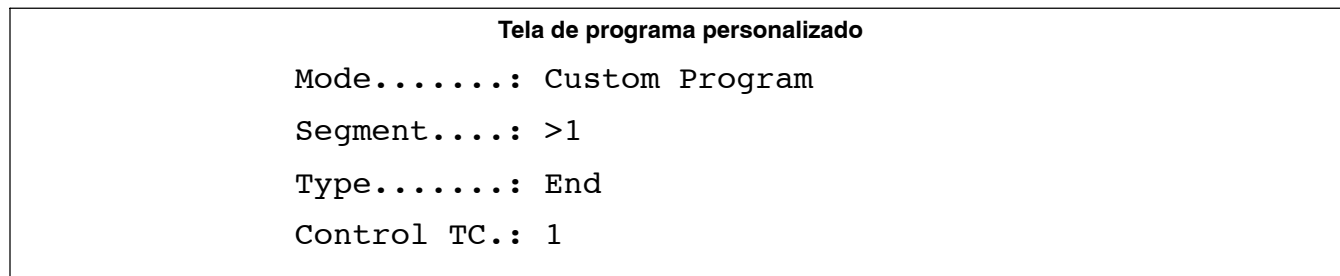 Tela de programa personalizado
Mode.......: Custom Program
Segment....: >1
Type.......: End
Control TC.: 1